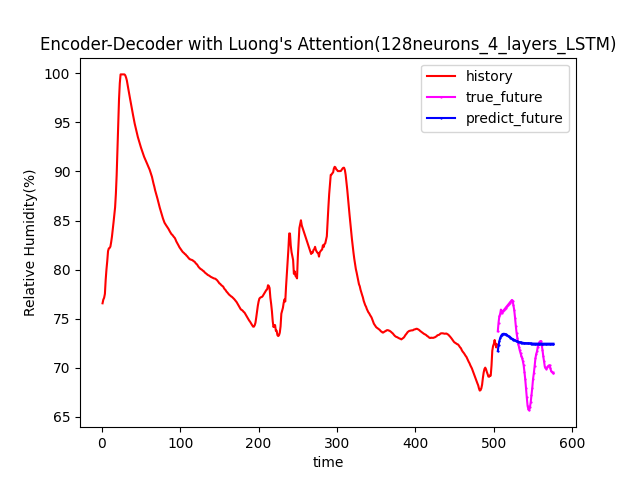 Encoder-Decoder with Luong's Attention(128neurons_4_layers_LSTM)
history
true_future
predict_future
Relative Humidity(%)
100
95
90
85
80
75
70
65
0 100 200 300 400 500 600
time